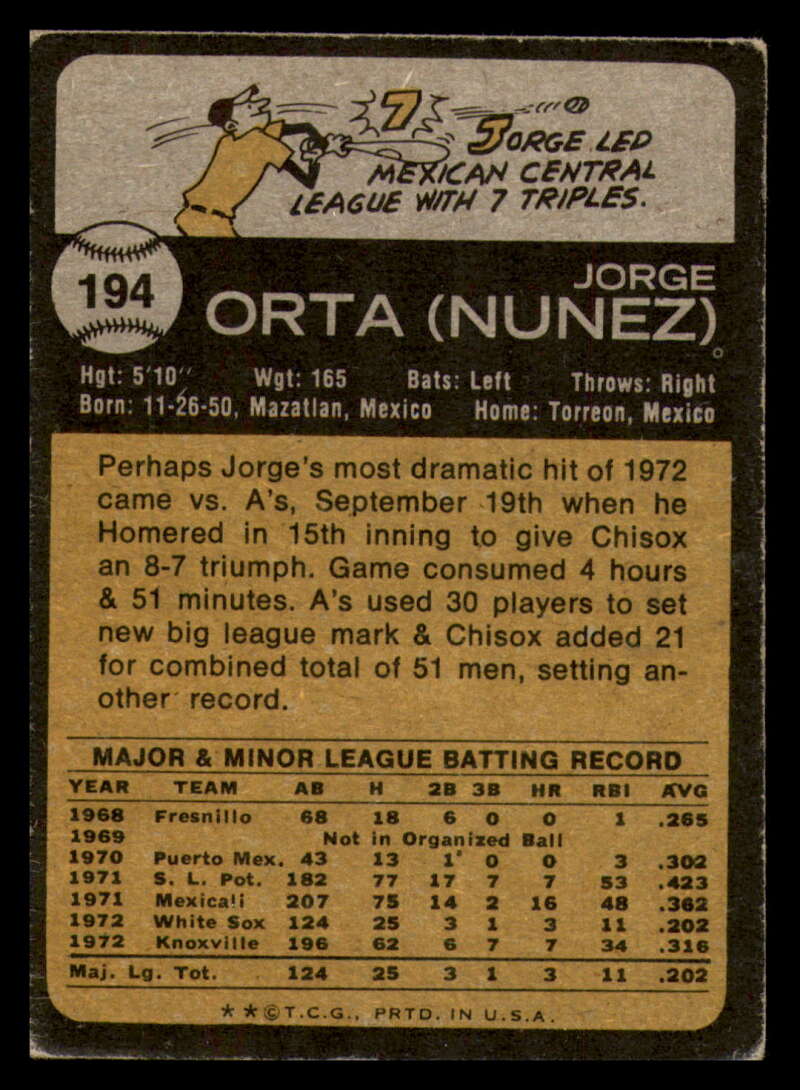 7
JORGE LED
MEXICAN CENTRAL
LEAGUE WITH 7 TRIPLES.
194
JORGE
ORTA (NUNEZ)
Hgt: 5'10" Wgt: 165 Bats: Left Throws: Right
Born: 11-26-50, Mazatlan, Mexico Home: Torreon, Mexico
Perhaps Jorge's most dramatic hit of 1972
came vs. A's, September 19th when he
Homered in 15th inning to give Chisox
an 8-7 triumph. Game consumed 4 hours
& 51 minutes. A's used 30 players to set
new big league mark & Chisox added 21
for combined total of 51 men, setting an-
other record.
MAJOR & MINOR LEAGUE BATTING RECORD
YEAR TEAM AB H 2B 3B HR RBI AVG
1968 Fresnillo 68 18 6 0 0 1 .265
1969 Not in Organized Ball
1970 Puerto Mex. 43 13 1 0 0 3 .302
1971 S. L. Pot. 182 77 17 7 7 53 .423
1971 Mexicali 207 75 14 2 16 48 .362
1972 White Sox 124 25 3 1 3 11 .202
1972 Knoxville 196 62 6 7 7 34 .316
Maj. Lg. Tot. 124 25 3 1 3 11 .202
* * © T.C.G., PRTD. IN U.S.A.